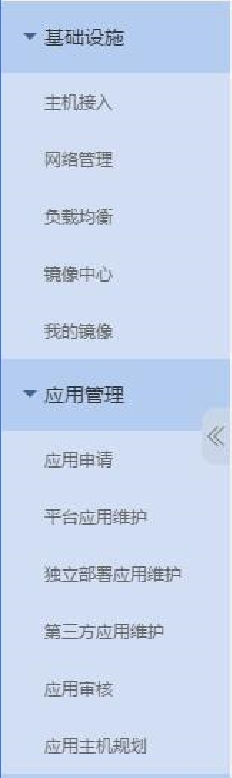 基础设施
主机接入
网络管理
负载均衡
镜像中心
我的镜像
应用管理
应用申请
平台应用维护
独立部署应用维护
第三方应用维护
应用审核
应用主机规划